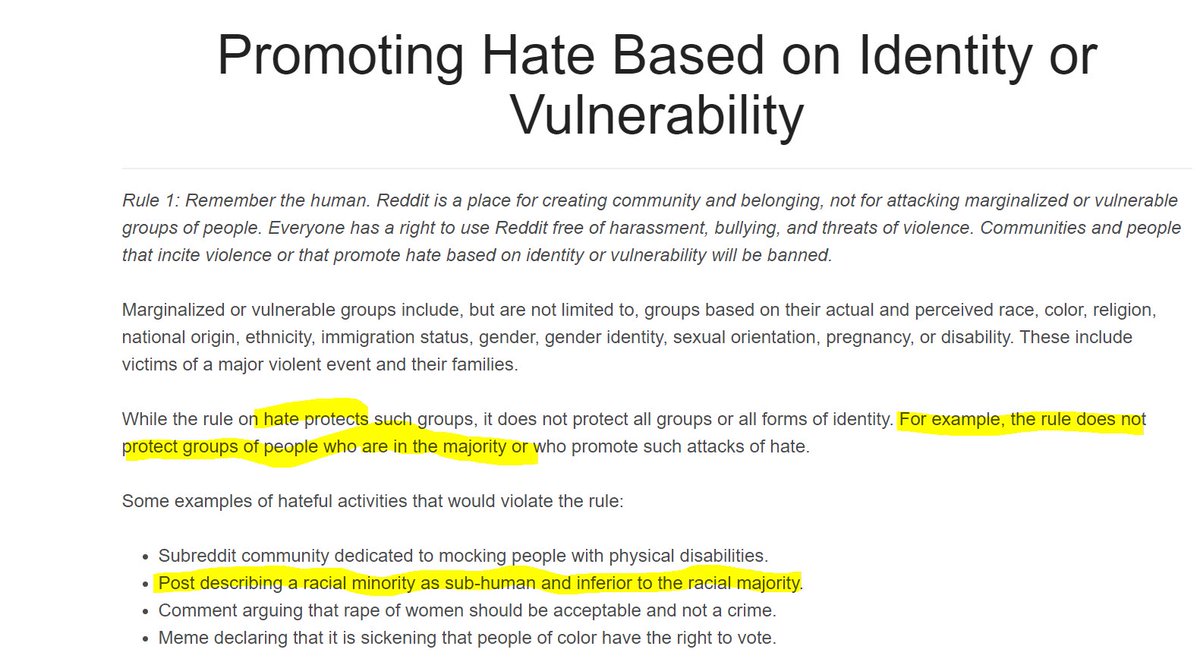 Promoting Hate Based on Identity or
Vulnerability
Rule 1: Remember the human. Reddit is a place for creating community and belonging, not for attacking marginalized or vulnerable
groups of people. Everyone has a right to use Reddit free of harassment, bullying, and threats of violence. Communities and people
that incite violence or that promote hate based on identity or vulnerability will be banned.
Marginalized or vulnerable groups include, but are not limited to, groups based on their actual and perceived race, color, religion,
national origin, ethnicity, immigration status, gender, gender identity, sexual orientation, pregnancy, or disability. These include
victims of a major violent event and their families.
While the rule on hate protects such groups, it does not protect all groups or all forms of identity. For example, the rule does not
protect groups of people who are in the majority or who promote such attacks of hate.
Some examples of hateful activities that would violate the rule:
• Subreddit community dedicated to mocking people with physical disabilities.
• Post describing a racial minority as sub-human and inferior to the racial majority.
• Comment arguing that rape of women should be acceptable and not a crime.
• Meme declaring that it is sickening that people of color have the right to vote.